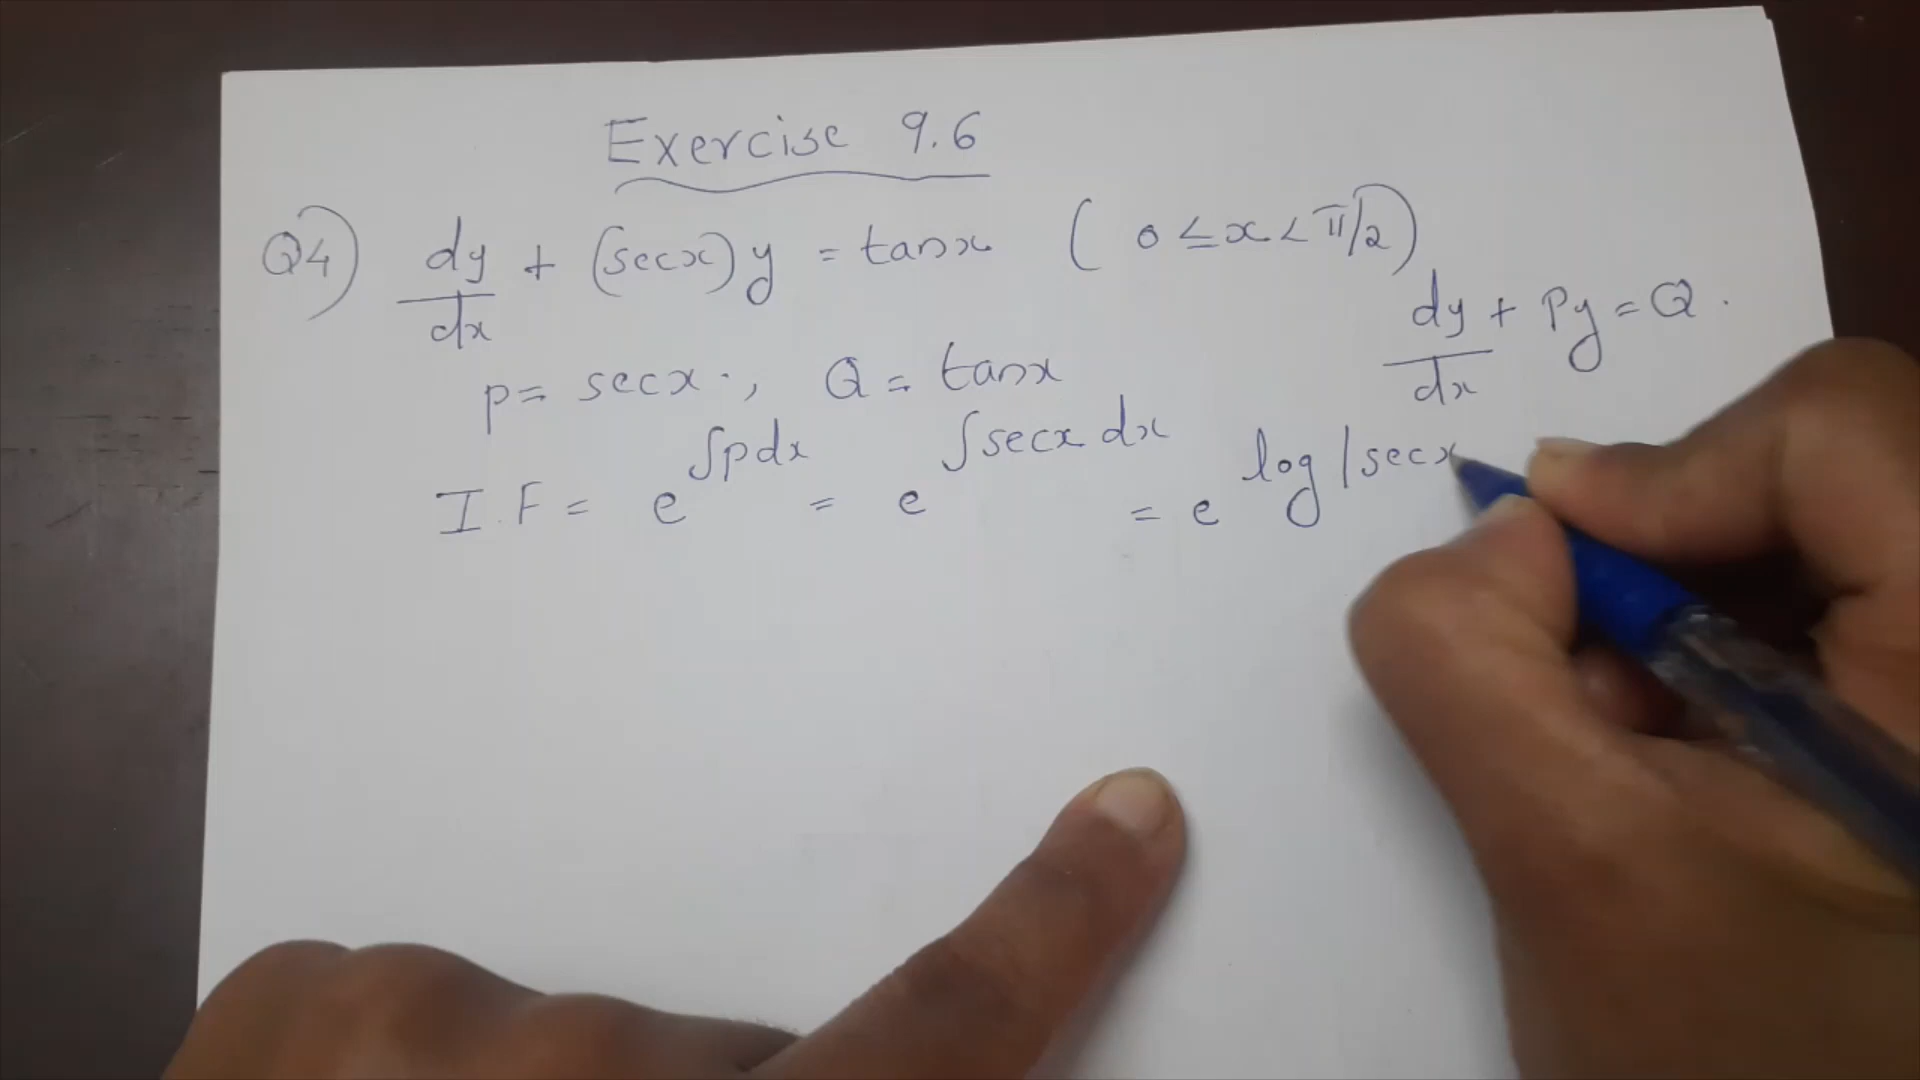 Exercise 9.6
Q4) dy/dx + (secx)y = tanx ( 0 ≤ x < π/2)
dy/dx + Py = Q .
p = secx ., Q = tanx
I.F = e^∫pdx = e^∫secx dx = e^log|secx